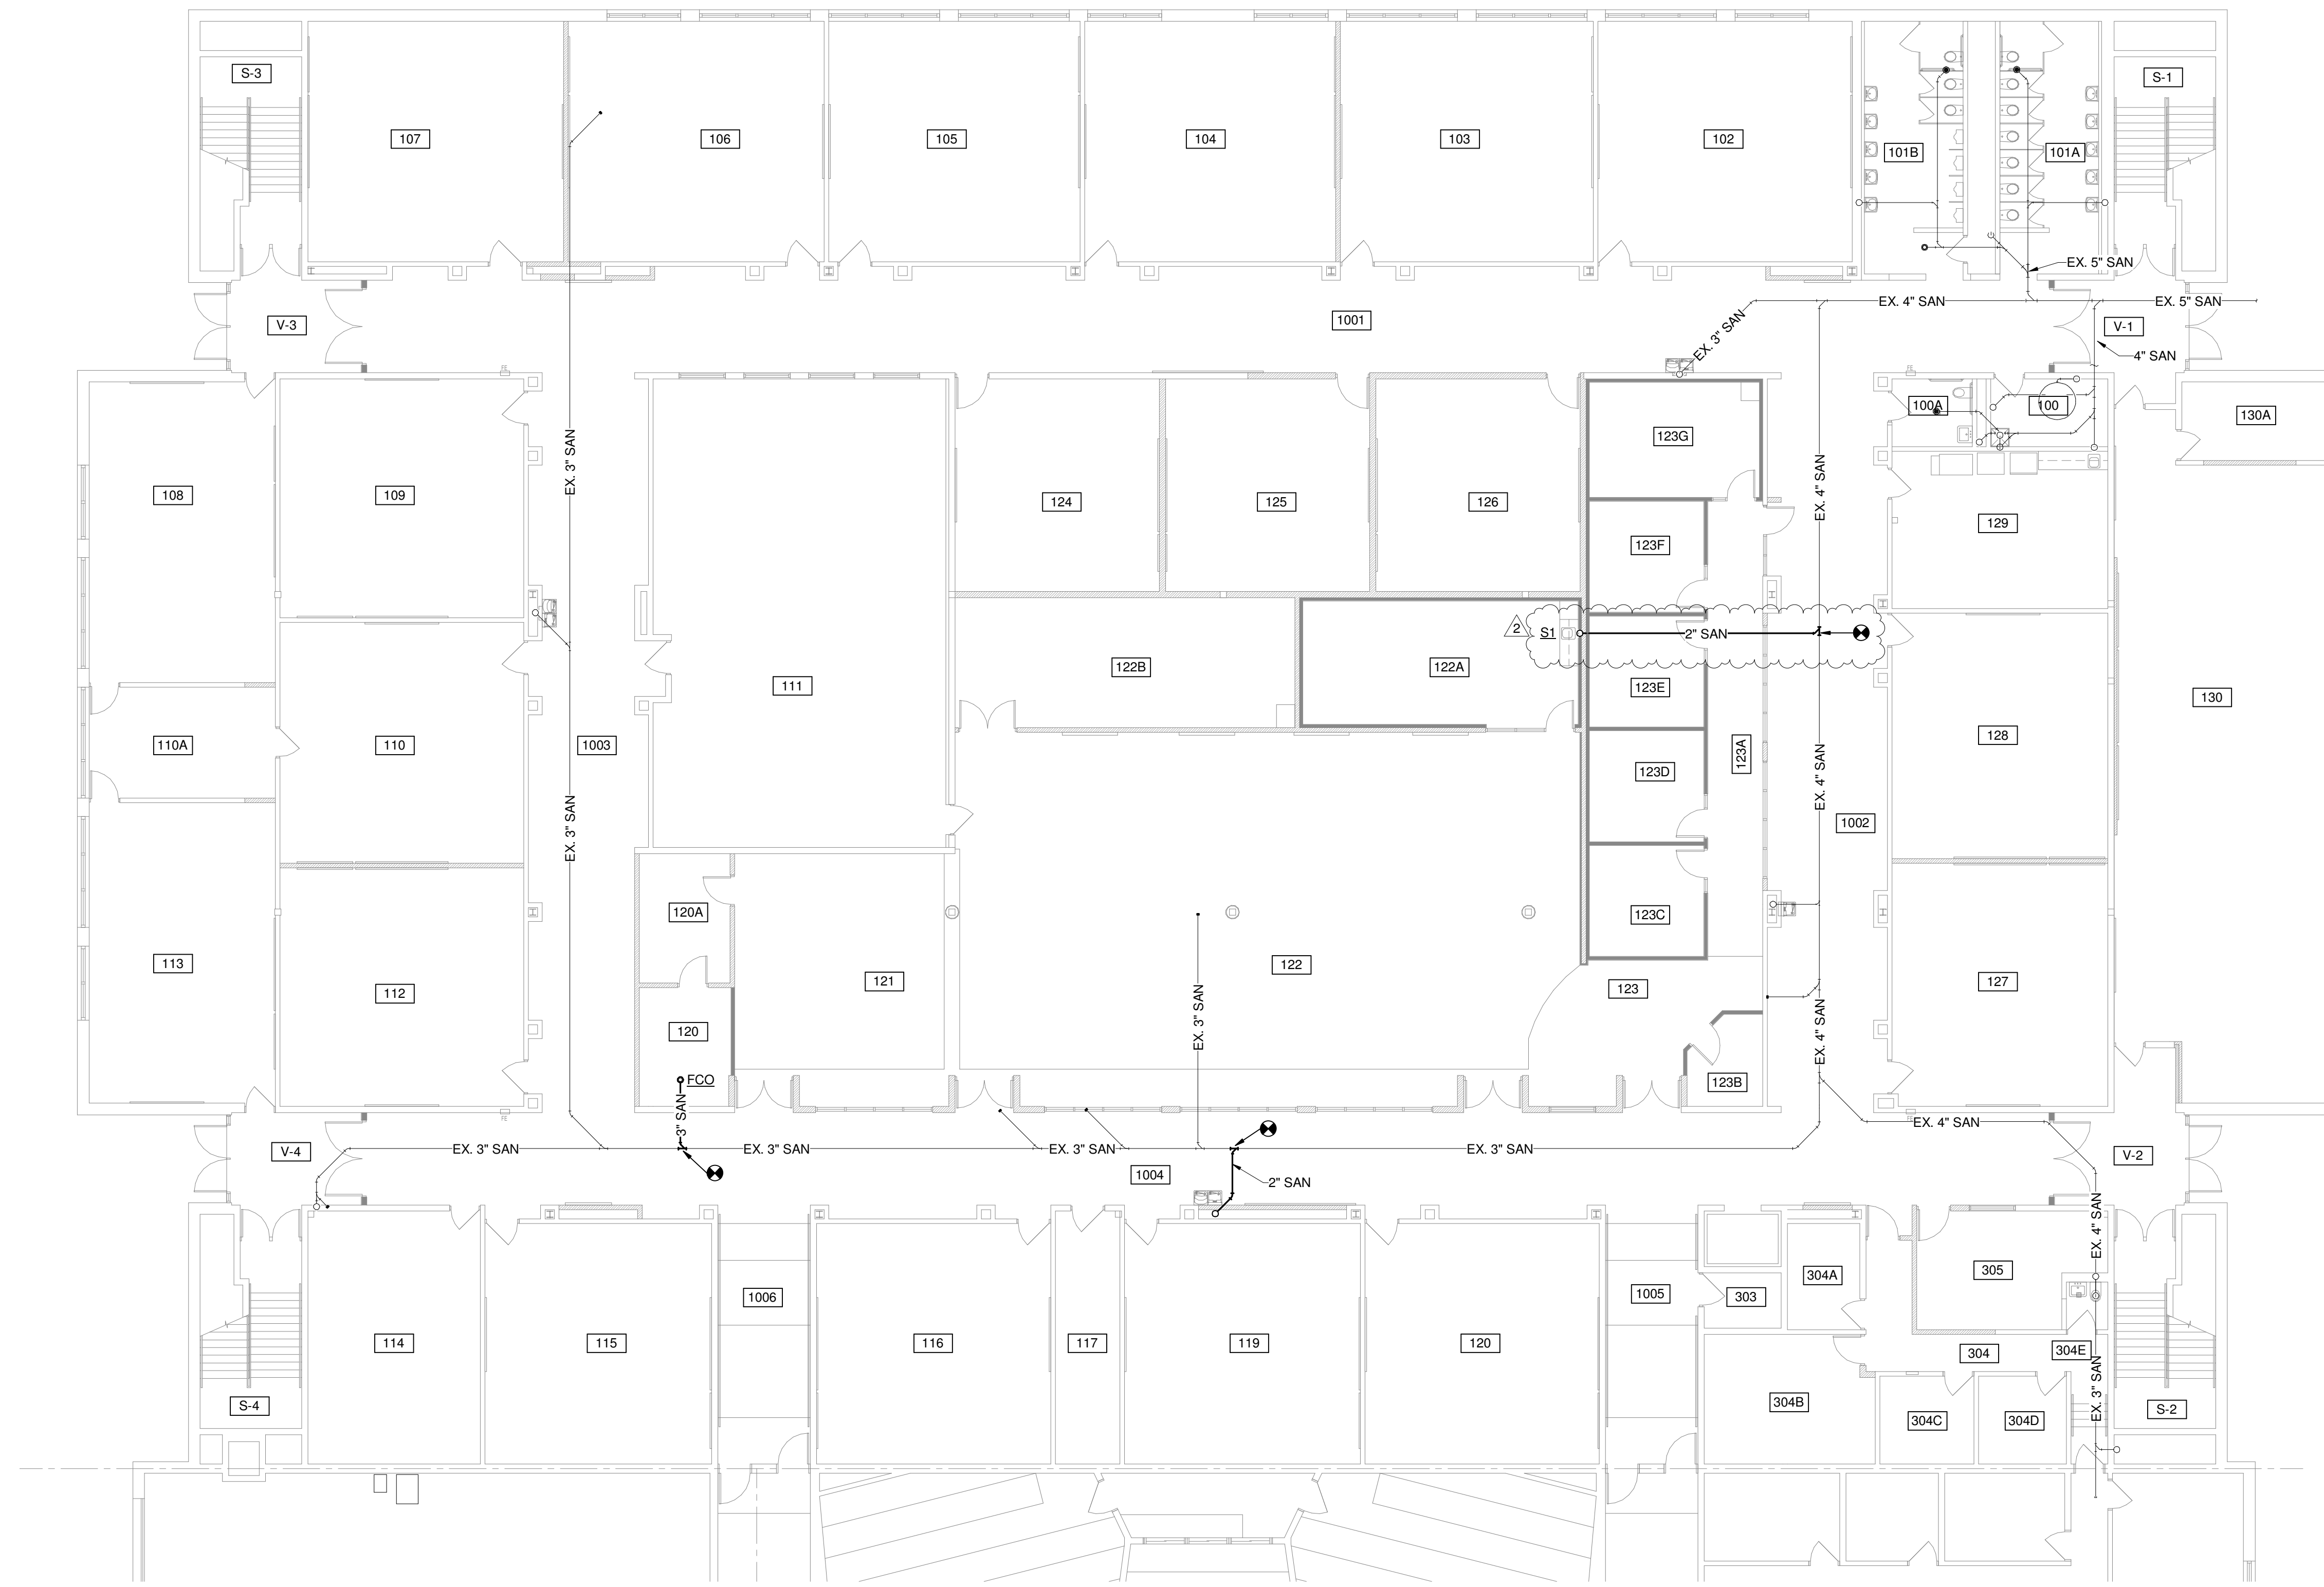 S-3
S-1
107
106
105
104
103
102
101B
101A
EX. 5" SAN
EX. 4" SAN
EX. 5" SAN
V-3
1001
EX. 3" SAN
V-1
4" SAN
FE
FE
100A
100
130A
123G
108
109
EX. 3" SAN
124
125
126
EX. 4" SAN
129
123F
2
S1
2" SAN
122B
122A
123E
111
130
110A
110
1003
128
123D
123A
EX. 4" SAN
1002
EX. 3" SAN
120A
123C
113
112
121
122
123
127
120
EX. 3" SAN
EX. 4" SAN
FCO
123B
3" SAN
FE
FE
EX. 4" SAN
V-4
EX. 3" SAN
EX. 3" SAN
EX. 3" SAN
EX. 3" SAN
V-2
1004
2" SAN
EX. 4" SAN
304A
305
1006
1005
303
114
115
116
117
119
120
304
304E
EX. 3" SAN
304B
S-4
304C
304D
S-2